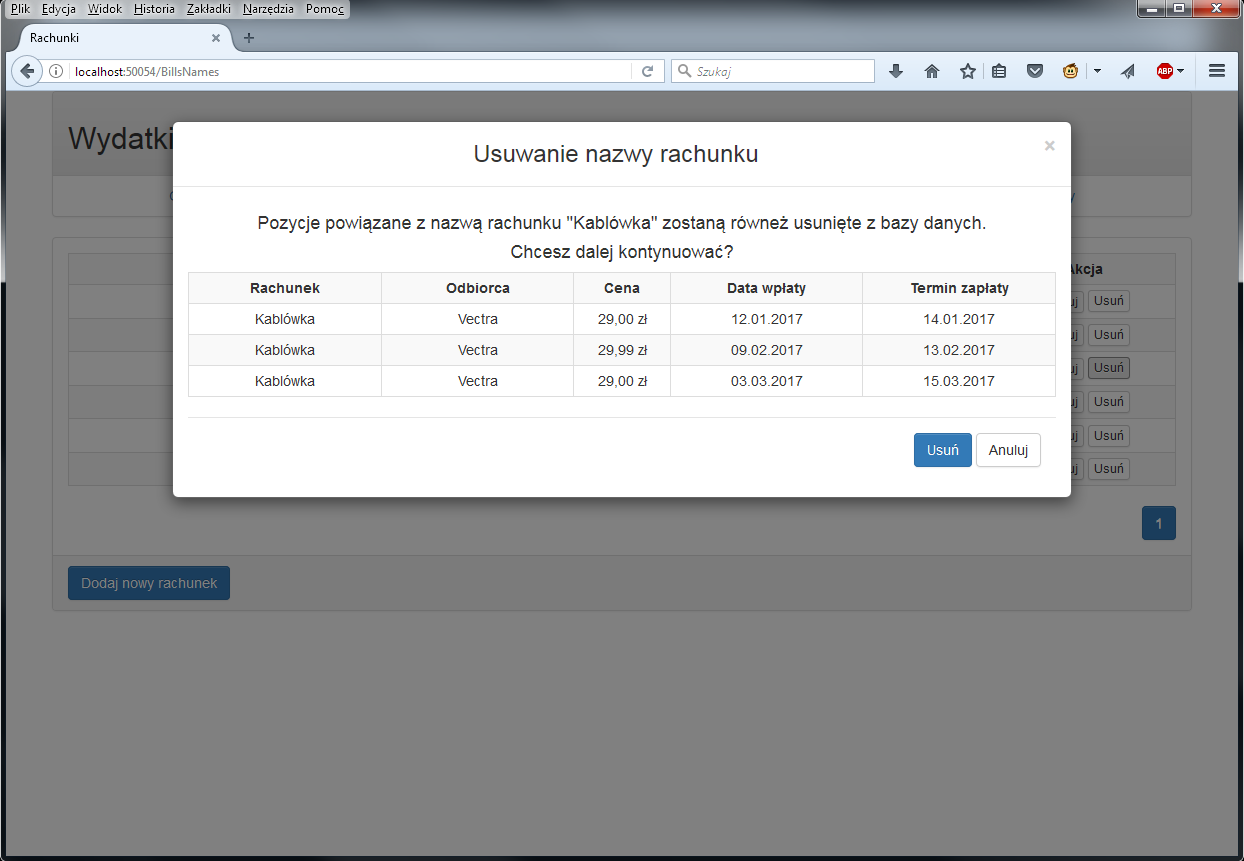 Plik Edycja Widok Historia Zakładki Narzędzia Pomoc
Rachunki
localhost:50054/BillsNames
Szukaj
ABP
Wydatki
Usuwanie nazwy rachunku
Pozycje powiązane z nazwą rachunku "Kablówka" zostaną również usunięte z bazy danych.
Chcesz dalej kontynuować?
Rachunek Odbiorca Cena Data wpłaty Termin zapłaty
Kablówka Vectra 29,00 zł 12.01.2017 14.01.2017
Kablówka Vectra 29,99 zł 09.02.2017 13.02.2017
Kablówka Vectra 29,00 zł 03.03.2017 15.03.2017
Usuń Anuluj
Akcja
Usuń
Usuń
Usuń
Usuń
Usuń
Usuń
1
Dodaj nowy rachunek